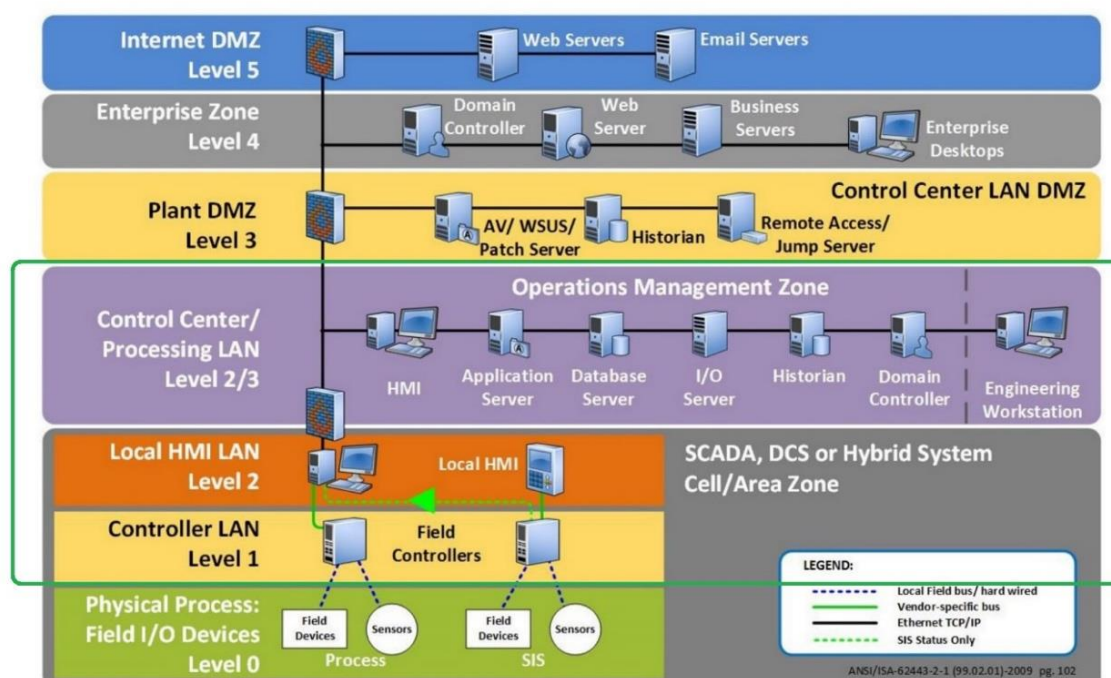 Internet DMZ
Level 5
Web Servers
Email Servers
Enterprise Zone
Level 4
Domain
Controller
Web
Server
Business
Servers
Enterprise
Desktops
Control Center LAN DMZ
Plant DMZ
Level 3
AV/ WSUS/
Patch Server
Historian
Remote Access/
Jump Server
Operations Management Zone
Control Center/
Processing LAN
Level 2/3
HMI
Application
Server
Database
Server
I/O
Server
Historian
Domain
Controller
Engineering
Workstation
Local HMI LAN
Level 2
Local HMI
SCADA, DCS or Hybrid System
Cell/Area Zone
Controller LAN
Level 1
Field
Controllers
Physical Process:
Field I/O Devices
Level 0
Field
Devices
Sensors
Process
Field
Devices
Sensors
SIS
LEGEND:
Local Field bus/ hard wired
Vendor-specific bus
Ethernet TCP/IP
SIS Status Only
ANSI/ISA-62443-2-1 (99.02.01)-2009 pg. 102